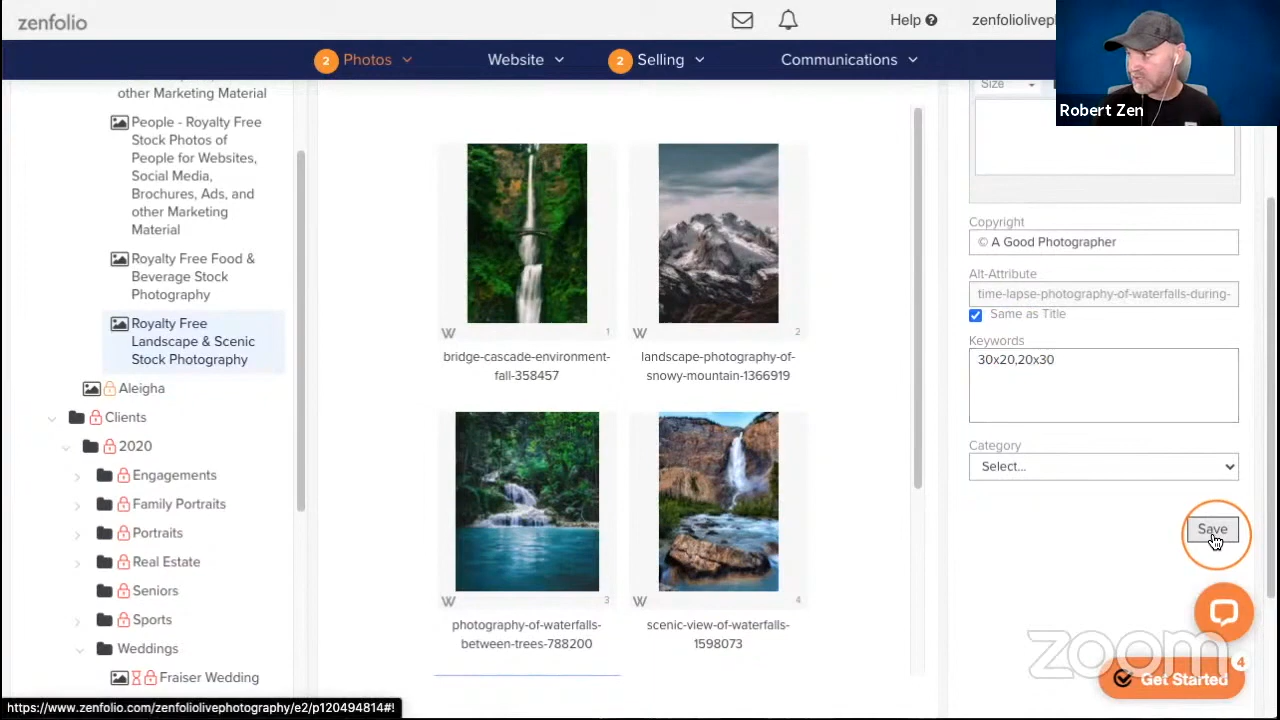 zenfolio
Help
zenfoliolivep
2 Photos
Website
2 Selling
Communications
Robert Zen
other Marketing Material
People - Royalty Free
Stock Photos of
People for Websites,
Social Media,
Brochures, Ads, and
other Marketing
Material
Royalty Free Food &
Beverage Stock
Photography
Royalty Free
Landscape & Scenic
Stock Photography
Aleigha
Clients
2020
Engagements
Family Portraits
Portraits
Real Estate
Seniors
Sports
Weddings
Fraiser Wedding
W 1
bridge-cascade-environment-
fall-358457
W 2
landscape-photography-of-
snowy-mountain-1366919
W 3
photography-of-waterfalls-
between-trees-788200
W 4
scenic-view-of-waterfalls-
1598073
Size
Copyright
© A Good Photographer
Alt-Attribute
time-lapse-photography-of-waterfalls-during-
Same as Title
Keywords
30x20,20x30
Category
Select...
Save
zoom
4
Get Started
https://www.zenfolio.com/zenfoliolivephotography/e2/p120494814#!